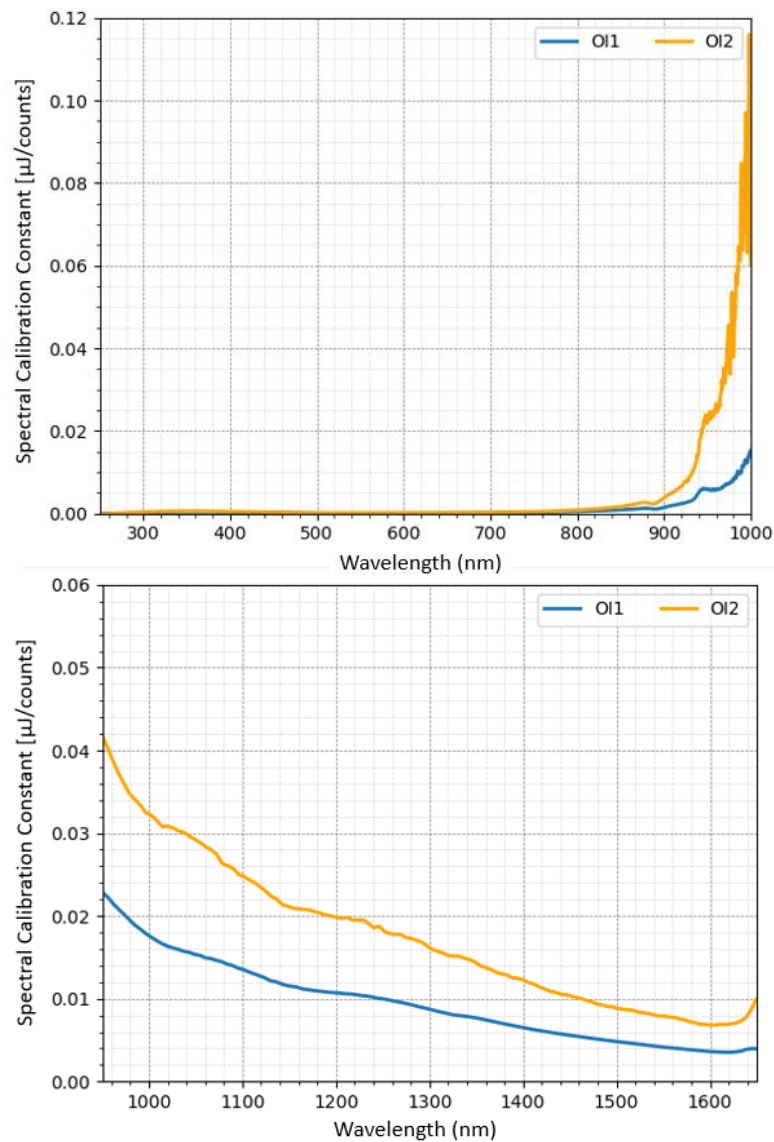 0.12
0.10
0.08
0.06
0.04
0.02
0.00
Spectral Calibration Constant [µJ/counts]
OI1 OI2
300 400 500 600 700 800 900 1000
Wavelength (nm)
0.06
0.05
0.04
0.03
0.02
0.01
0.00
Spectral Calibration Constant [µJ/counts]
OI1 OI2
1000 1100 1200 1300 1400 1500 1600
Wavelength (nm)